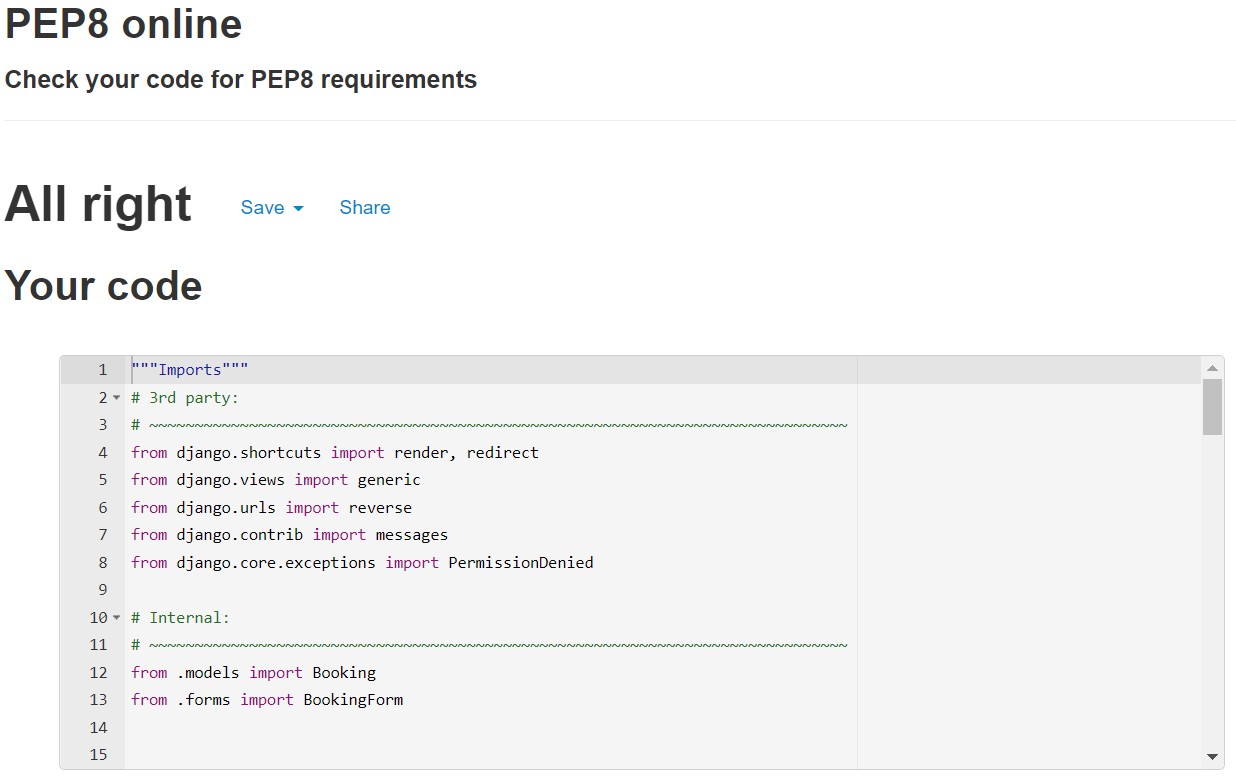 PEP8 online
Check your code for PEP8 requirements
All right Save Share
Your code
1 """Imports"""
2 # 3rd party:
3 # ~~~~~~~~~~~~~~~~~~~~~~~~~~~~~~~~~~~~~~~~~~~~~~~~~~~~~~~~~~~~~~~~~~~~~~~~~~~~~
4 from django.shortcuts import render, redirect
5 from django.views import generic
6 from django.urls import reverse
7 from django.contrib import messages
8 from django.core.exceptions import PermissionDenied
9
10 # Internal:
11 # ~~~~~~~~~~~~~~~~~~~~~~~~~~~~~~~~~~~~~~~~~~~~~~~~~~~~~~~~~~~~~~~~~~~~~~~~~~~~~
12 from .models import Booking
13 from .forms import BookingForm
14
15